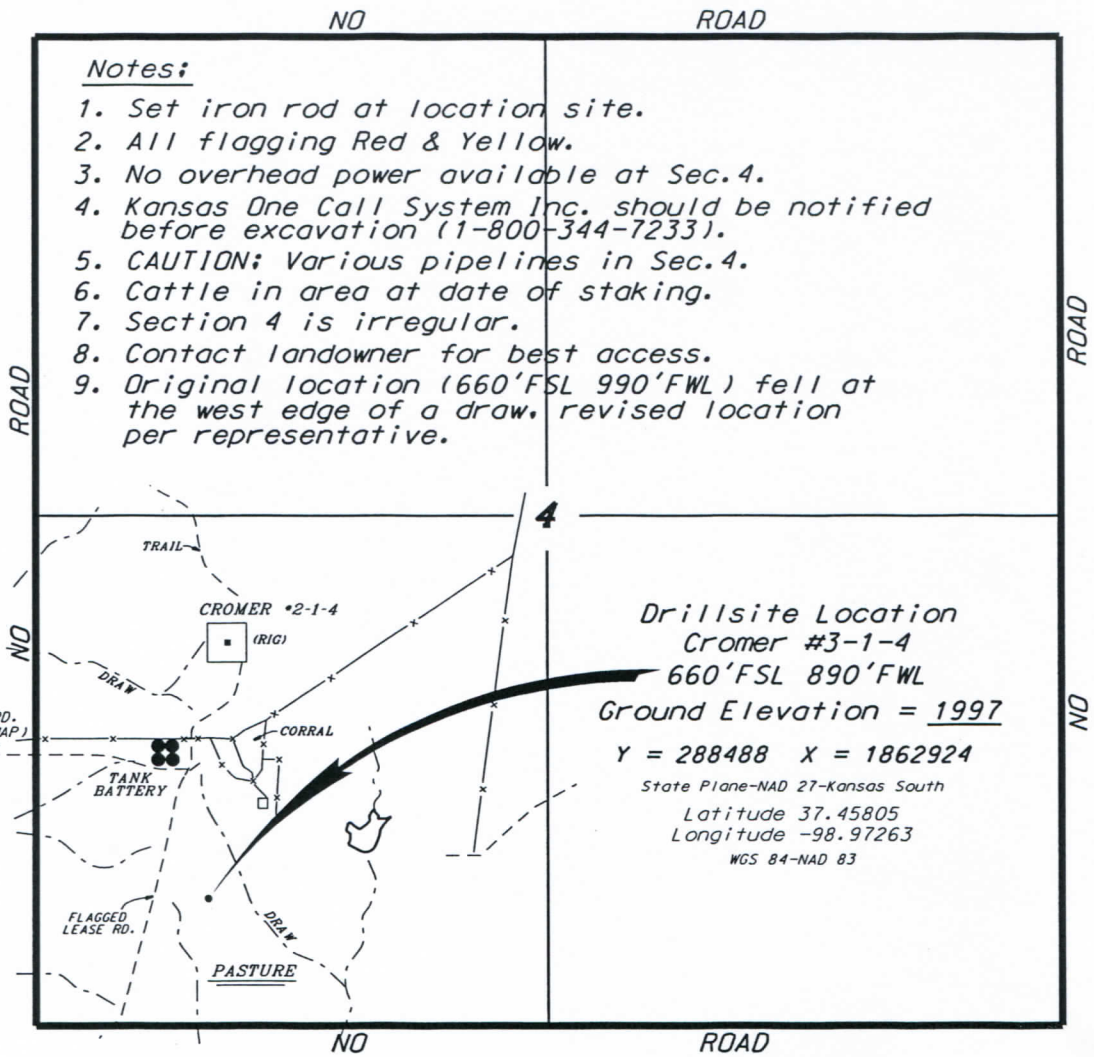 NO ROAD
Notes:
1. Set iron rod at location site.
2. All flagging Red & Yellow.
3. No overhead power available at Sec.4.
4. Kansas One Call System Inc. should be notified
before excavation (1-800-344-7233).
5. CAUTION: Various pipelines in Sec.4.
6. Cattle in area at date of staking.
7. Section 4 is irregular.
8. Contact landowner for best access.
9. Original location (660'FSL 990'FWL) fell at
the west edge of a draw, revised location
per representative.
ROAD
ROAD
4
TRAIL
CROMER #2-1-4
(RIG)
NO
DRAW
CORRAL
TANK
BATTERY
Drillsite Location
Cromer #3-1-4
660'FSL 890'FWL
Ground Elevation = 1997
Y = 288488 X = 1862924
State Plane-NAD 27-Kansas South
Latitude 37.45805
Longitude -98.97263
WGS 84-NAD 83
NO
FLAGGED
LEASE RD.
DRAW
PASTURE
NO ROAD